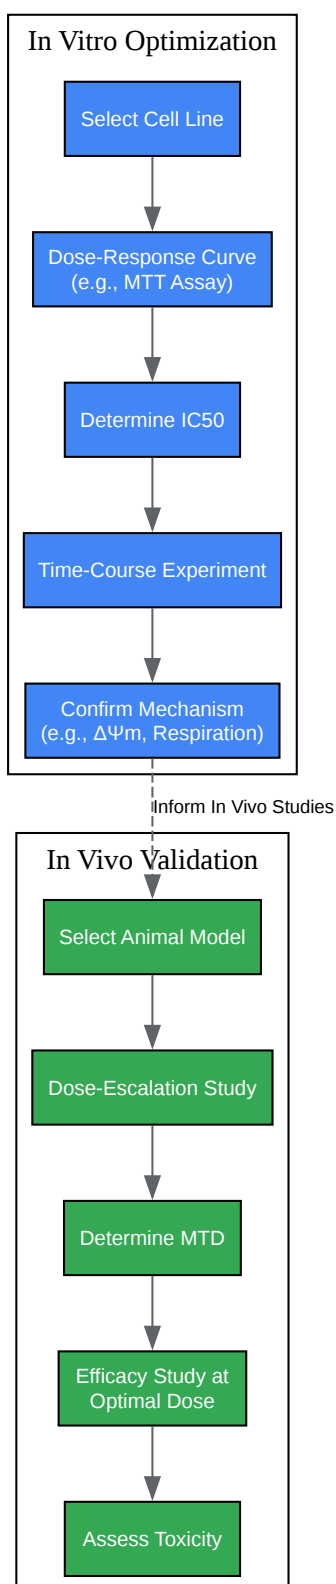 In Vitro Optimization
Select Cell Line
Dose-Response Curve
(e.g., MTT Assay)
Determine IC50
Time-Course Experiment
Confirm Mechanism
(e.g., ΔΨm, Respiration)
Inform In Vivo Studies
In Vivo Validation
Select Animal Model
Dose-Escalation Study
Determine MTD
Efficacy Study at
Optimal Dose
Assess Toxicity